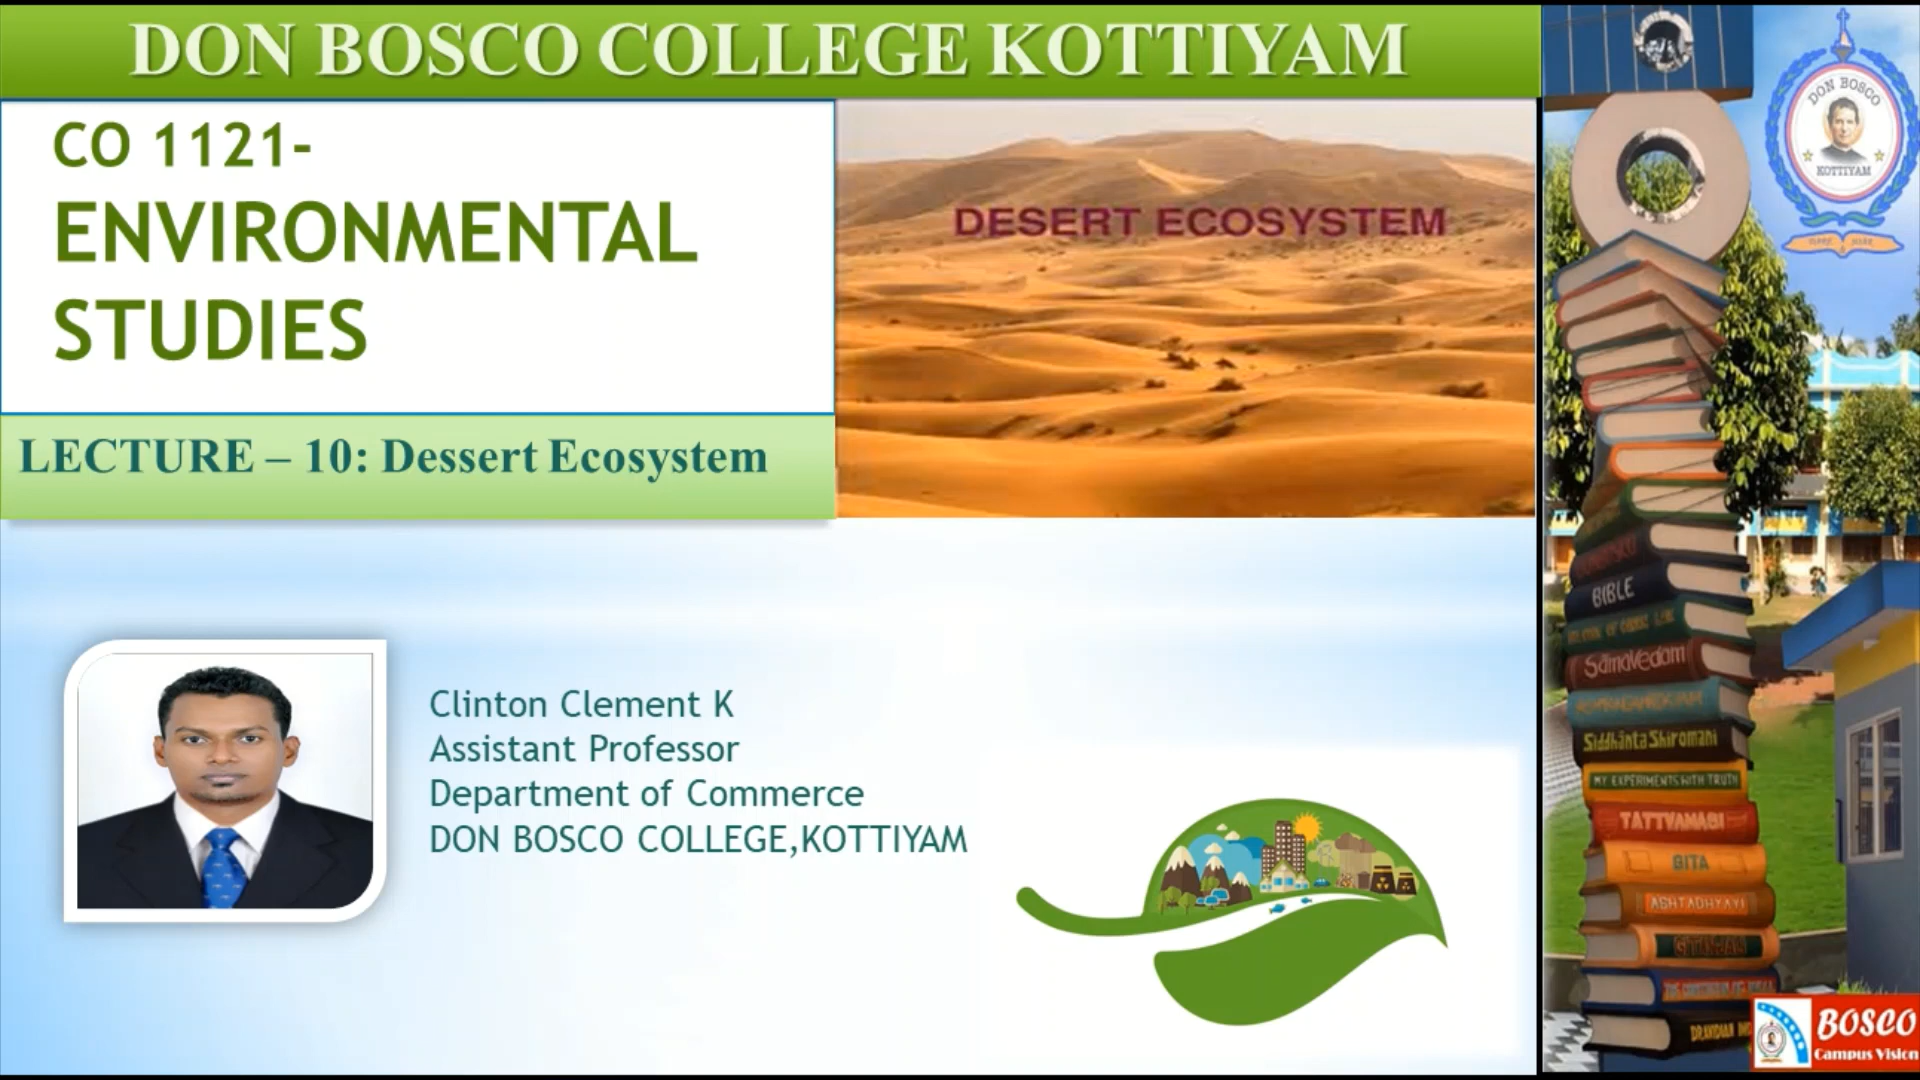 DON BOSCO COLLEGE KOTTIYAM
CO 1121-
ENVIRONMENTAL
STUDIES
DESERT ECOSYSTEM
LECTURE – 10: Dessert Ecosystem
Clinton Clement K
Assistant Professor
Department of Commerce
DON BOSCO COLLEGE,KOTTIYAM
DON BOSCO
KOTTIYAM
BIBLE
SamaVedam
Siddhanta Shiromani
MY EXPERIMENTS WITH TRUTH
TATTVAMASI
GITA
ASHTADHYAYI
GITANJALI
BOSCO
Campus Vision